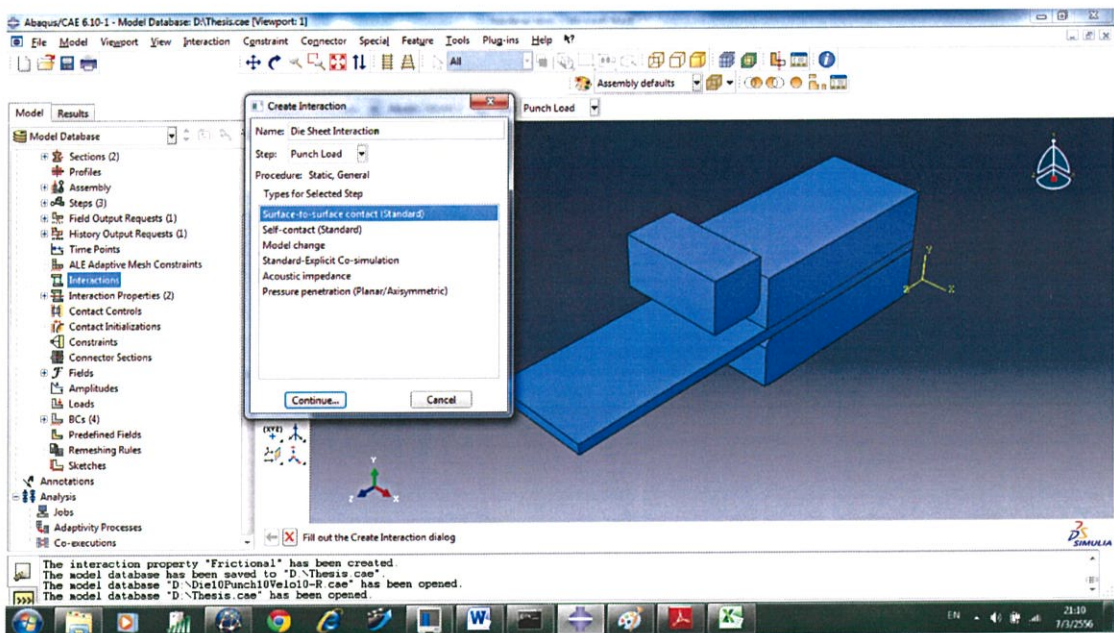 Abaqus/CAE 6.10-1 - Model Database: D:\Thesis.cae [Viewport: 1]
File Model Viewport View Interaction Constraint Connector Special Feature Tools Plug-ins Help
All
Assembly defaults
Model Results
Punch Load
Model Database
Sections (2)
Profiles
Assembly
Steps (3)
Field Output Requests (1)
History Output Requests (1)
Time Points
ALE Adaptive Mesh Constraints
Interactions
Interaction Properties (2)
Contact Controls
Contact Initializations
Constraints
Connector Sections
Fields
Amplitudes
Loads
BCs (4)
Predefined Fields
Remeshing Rules
Sketches
Annotations
Analysis
Jobs
Adaptivity Processes
Co-executions
Create Interaction
Name: Die Sheet Interaction
Step: Punch Load
Procedure: Static, General
Types for Selected Step
Surface-to-surface contact (Standard)
Self-contact (Standard)
Model change
Standard-Explicit Co-simulation
Acoustic impedance
Pressure penetration (Planar/Axisymmetric)
Continue... Cancel
(XYZ)
Y
Z X
Y
Z X
Fill out the Create Interaction dialog
SIMULIA
The interaction property "Frictional" has been created.
The model database has been saved to "D:\Thesis.cae".
The model database "D:\Die10Punch10Velo10-R.cae" has been opened.
The model database "D:\Thesis.cae" has been opened.
EN
21:10
7/3/2556